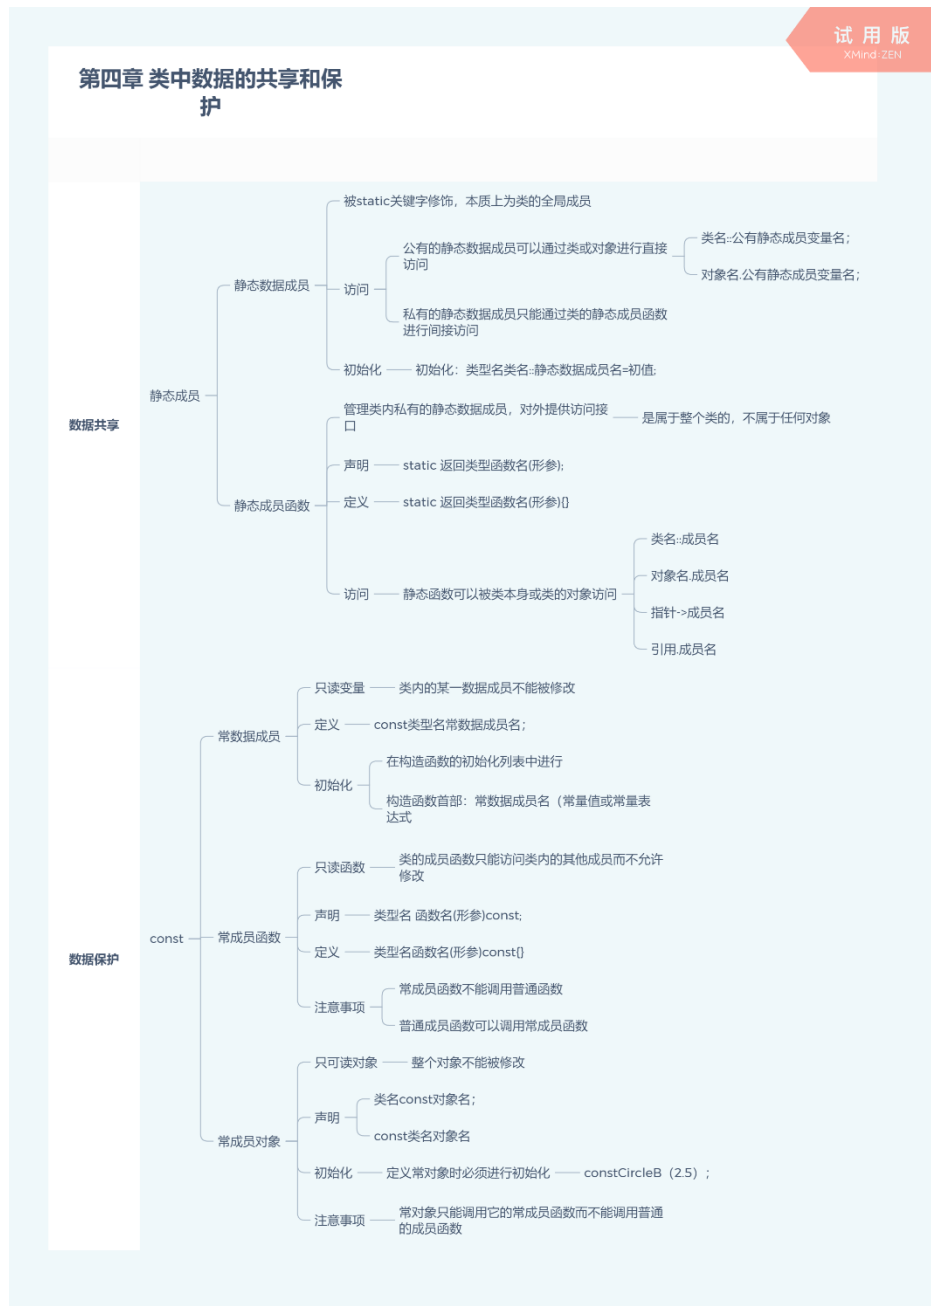 试用版
XMind:ZEN
第四章 类中数据的共享和保
护
数据共享
静态成员
静态数据成员
被static关键字修饰，本质上为类的全局成员
访问
公有的静态数据成员可以通过类或对象进行直接
访问
类名::公有静态成员变量名；
对象名.公有静态成员变量名；
私有的静态数据成员只能通过类的静态成员函数
进行间接访问
初始化
初始化：类型名类名::静态数据成员名=初值;
静态成员函数
管理类内私有的静态数据成员，对外提供访问接
口
是属于整个类的，不属于任何对象
声明
static 返回类型函数名(形参);
定义
static 返回类型函数名(形参){}
访问
静态函数可以被类本身或类的对象访问
类名::成员名
对象名.成员名
指针->成员名
引用.成员名
数据保护
const
常数据成员
只读变量
类内的某一数据成员不能被修改
定义
const类型名常数据成员名；
初始化
在构造函数的初始化列表中进行
构造函数首部：常数据成员名（常量值或常量表
达式
常成员函数
只读函数
类的成员函数只能访问类内的其他成员而不允许
修改
声明
类型名 函数名(形参)const;
定义
类型名函数名(形参)const{}
注意事项
常成员函数不能调用普通函数
普通成员函数可以调用常成员函数
常成员对象
只可读对象
整个对象不能被修改
声明
类名const对象名；
const类名对象名
初始化
定义常对象时必须进行初始化
constCircleB（2.5）；
注意事项
常对象只能调用它的常成员函数而不能调用普通
的成员函数